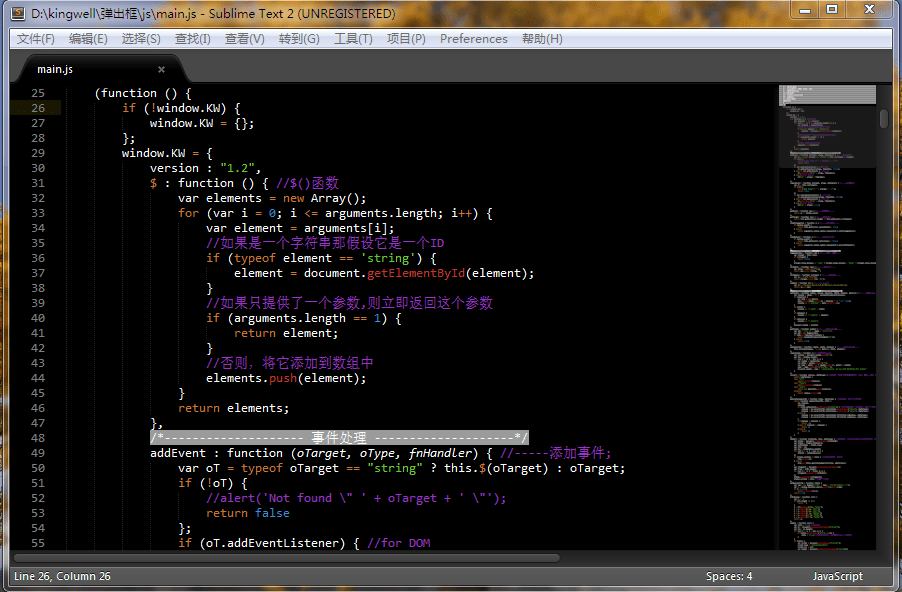 D:\kingwell\弹出框\js\main.js - Sublime Text 2 (UNREGISTERED)
文件(F) 编辑(E) 选择(S) 查找(I) 查看(V) 转到(G) 工具(T) 项目(P) Preferences 帮助(H)
main.js ×
25 (function () {
26 if (!window.KW) {
27 window.KW = {};
28 };
29 window.KW = {
30 version : "1.2",
31 $ : function () { //$()函数
32 var elements = new Array();
33 for (var i = 0; i <= arguments.length; i++) {
34 var element = arguments[i];
35 //如果是一个字符串那假设它是一个ID
36 if (typeof element == 'string') {
37 element = document.getElementById(element);
38 }
39 //如果只提供了一个参数,则立即返回这个参数
40 if (arguments.length == 1) {
41 return element;
42 }
43 //否则，将它添加到数组中
44 elements.push(element);
45 }
46 return elements;
47 },
48 /*-------------------- 事件处理 --------------------*/
49 addEvent : function (oTarget, oType, fnHandler) { //-----添加事件;
50 var oT = typeof oTarget == "string" ? this.$(oTarget) : oTarget;
51 if (!oT) {
52 //alert('Not found \" ' + oTarget + ' \"');
53 return false
54 };
55 if (oT.addEventListener) { //for DOM
Line 26, Column 26 Spaces: 4 JavaScript